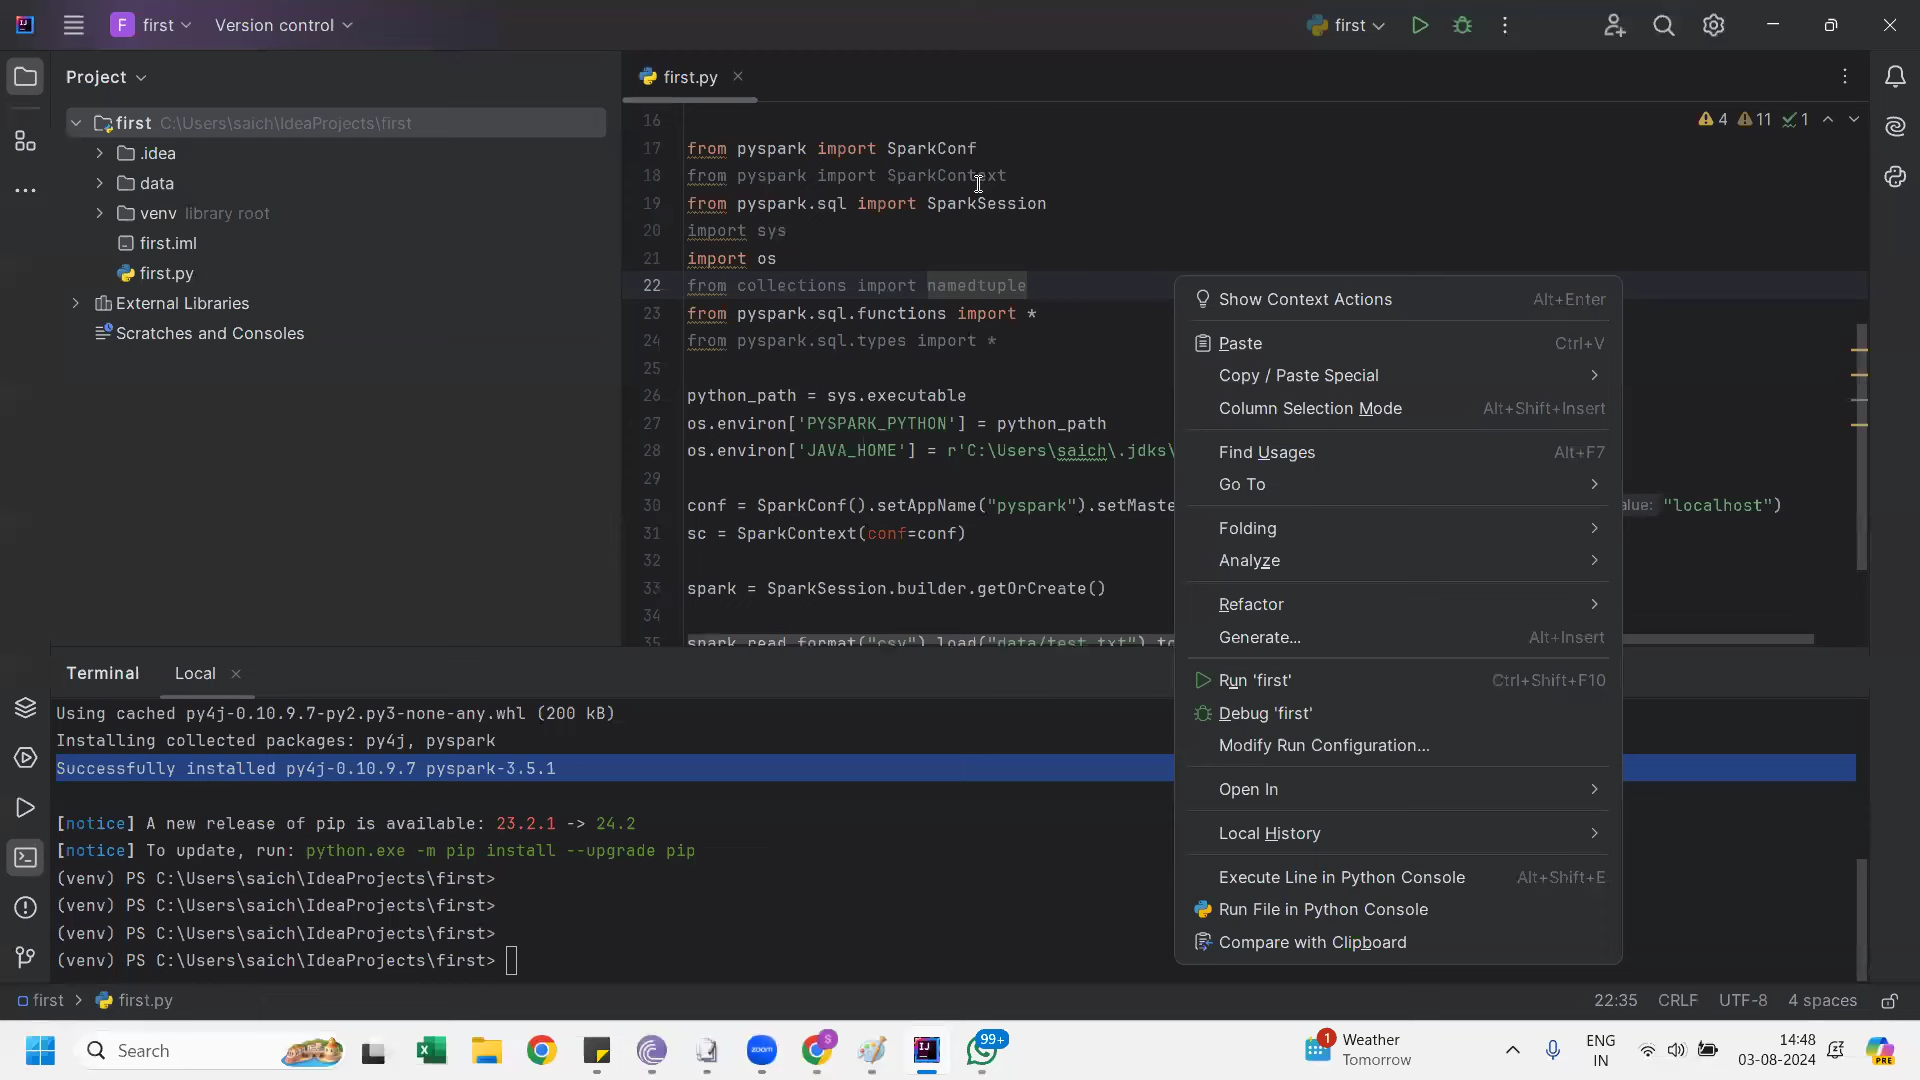 F first Version control first
Project first.py
first C:\Users\saich\IdeaProjects\first 4 11 1
.idea
data
venv library root
first.iml
first.py
External Libraries
Scratches and Consoles
16
17 from pyspark import SparkConf
18 from pyspark import SparkContext
19 from pyspark.sql import SparkSession
20 import sys
21 import os
22 from collections import namedtuple
23 from pyspark.sql.functions import *
24 from pyspark.sql.types import *
25
26 python_path = sys.executable
27 os.environ['PYSPARK_PYTHON'] = python_path
28 os.environ['JAVA_HOME'] = r'C:\Users\saich\.jdks\
29
30 conf = SparkConf().setAppName("pyspark").setMaste "localhost")
31 sc = SparkContext(conf=conf)
32
33 spark = SparkSession.builder.getOrCreate()
34
35 spark.read.format("csv").load("data/test.txt").to
Show Context Actions Alt+Enter
Paste Ctrl+V
Copy / Paste Special
Column Selection Mode Alt+Shift+Insert
Find Usages Alt+F7
Go To
Folding
Analyze
Refactor
Generate... Alt+Insert
Run 'first' Ctrl+Shift+F10
Debug 'first'
Modify Run Configuration...
Open In
Local History
Execute Line in Python Console Alt+Shift+E
Run File in Python Console
Compare with Clipboard
Terminal Local
Using cached py4j-0.10.9.7-py2.py3-none-any.whl (200 kB)
Installing collected packages: py4j, pyspark
Successfully installed py4j-0.10.9.7 pyspark-3.5.1
[notice] A new release of pip is available: 23.2.1 -> 24.2
[notice] To update, run: python.exe -m pip install --upgrade pip
(venv) PS C:\Users\saich\IdeaProjects\first>
(venv) PS C:\Users\saich\IdeaProjects\first>
(venv) PS C:\Users\saich\IdeaProjects\first>
(venv) PS C:\Users\saich\IdeaProjects\first>
first > first.py 22:35 CRLF UTF-8 4 spaces
Search zoom S 99+ 1 Weather
Tomorrow
ENG
IN
14:48
03-08-2024
PRE